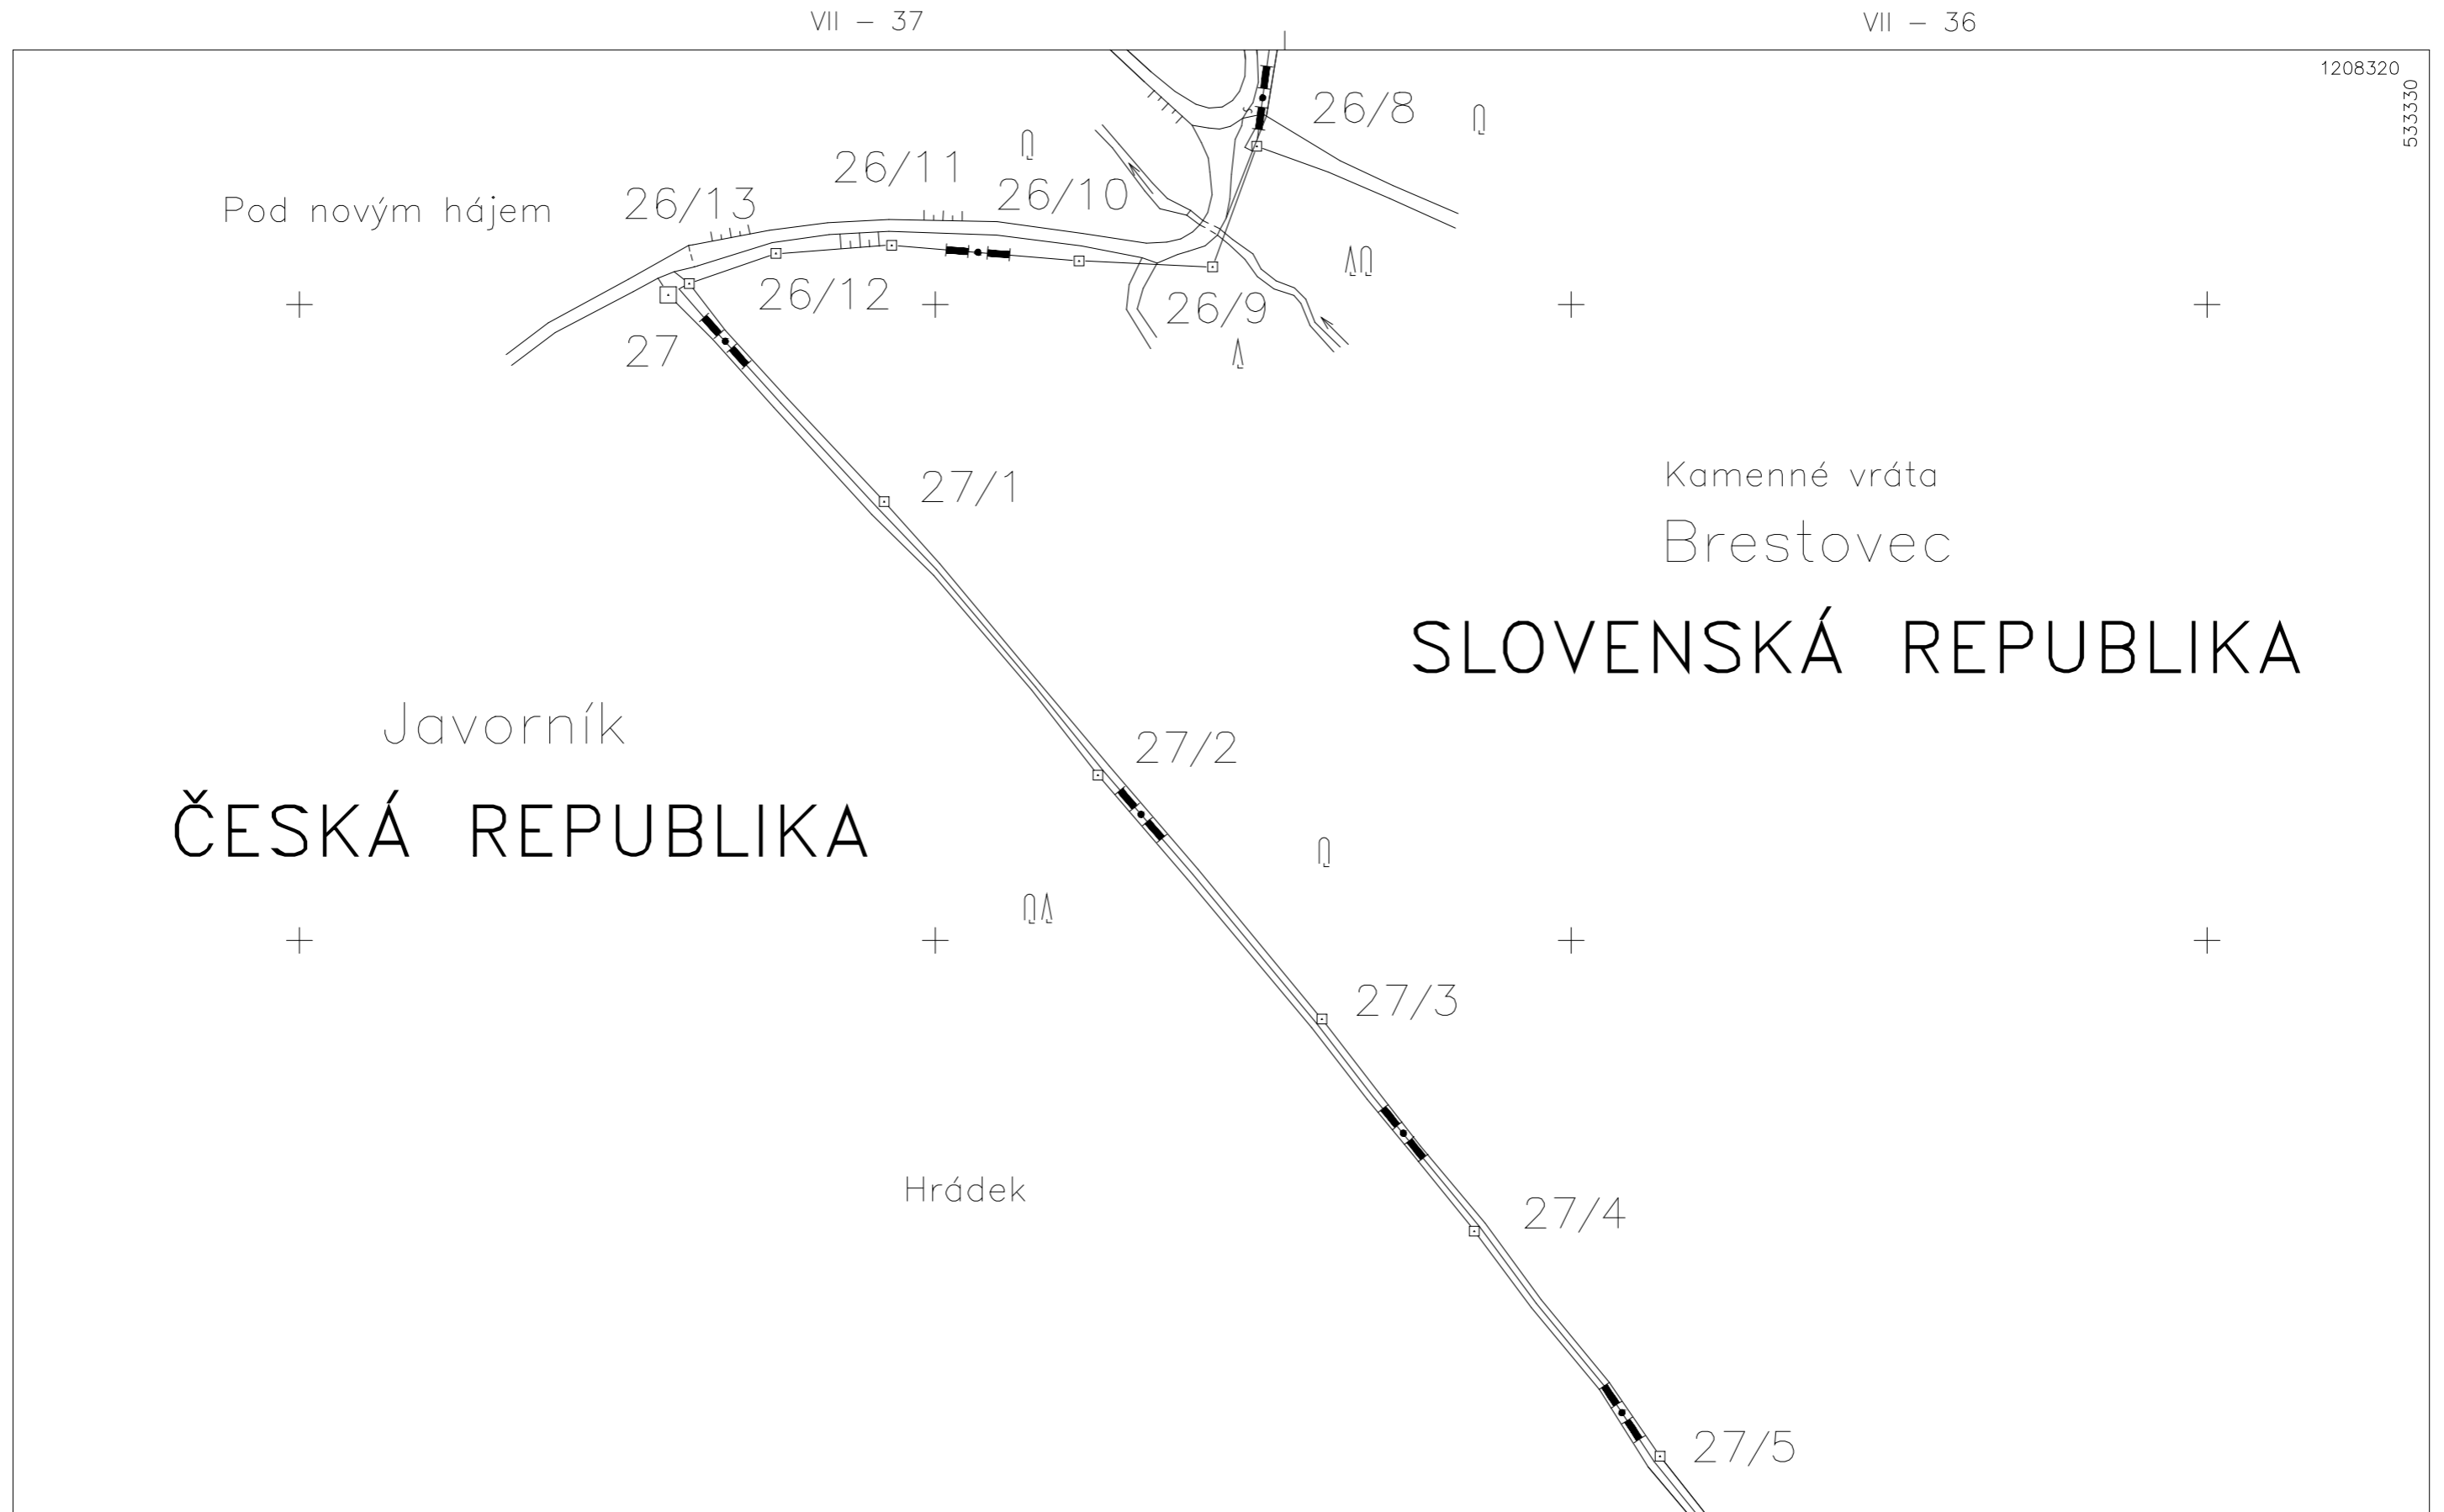 VII – 37
VII – 36
1208320
533330
26/8
26/11
26/10
26/13
Pod novým hájem
26/12
26/9
27
27/1
Kamenné vráta
Brestovec
SLOVENSKÁ REPUBLIKA
Javorník
27/2
ČESKÁ REPUBLIKA
27/3
Hrádek
27/4
27/5